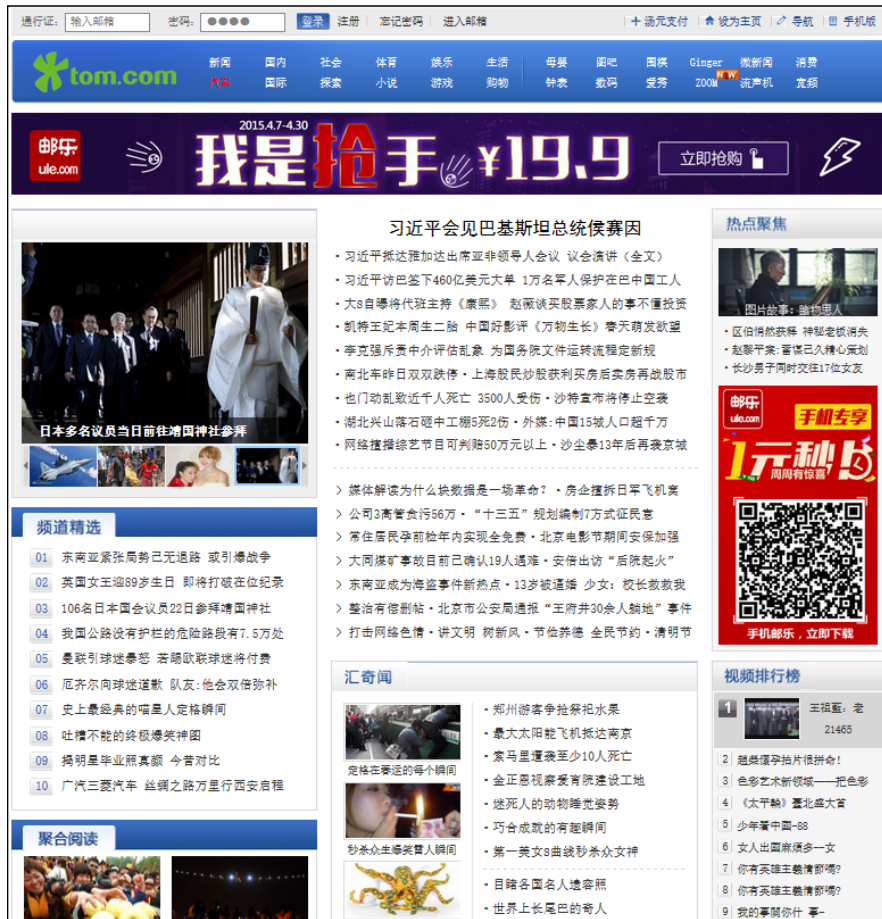 通行证: 输入邮箱 密码: 登录 注册 忘记密码 进入邮箱 汤元支付 设为主页 导航 手机版
tom.com
新闻 国内 社会 体育 娱乐 生活 母婴 图吧 围棋 Ginger 微新闻 消费
汽车 国际 探索 小说 游戏 购物 钟表 数码 爱秀 ZOOM NEW 流声机 宽频
邮乐
ule.com
2015.4.7-4.30
我是抢手 ¥19.9 立即抢购
日本多名议员当日前往靖国神社参拜
频道精选
01 东南亚紧张局势已无退路 或引爆战争
02 英国女王迎89岁生日 即将打破在位纪录
03 106名日本国会议员22日参拜靖国神社
04 我国公路没有护栏的危险路段有7.5万处
05 曼联引球迷暴怒 若踢欧联球迷将付费
06 厄齐尔向球迷道歉 队友:他会双倍弥补
07 史上最经典的喵星人定格瞬间
08 吐槽不能的终极爆笑神图
09 揭明星毕业照真颜 今昔对比
10 广汽三菱汽车 丝绸之路万里行西安启程
聚合阅读
习近平会见巴基斯坦总统侯赛因
·习近平抵达雅加达出席亚非领导人会议 议会演讲(全文)
·习近平访巴签下460亿美元大单 1万名军人保护在巴中国工人
·大S自曝将代班主持《康熙》 赵薇谈买股票家人的事不懂投资
·凯特王妃本周生二胎 中国好影评《万物生长》春天萌发欲望
·李克强斥责中介评估乱象 为国务院文件运转流程定新规
·南北车昨日双双跌停·上海股民炒股获利买房后卖房再战股市
·也门动乱致近千人死亡 3500人受伤·沙特宣布将停止空袭
·湖北兴山落石砸中工棚5死2伤·外媒:中国15城人口超千万
·网络擅播综艺节目可判赔50万元以上·沙尘暴13年后再袭京城
> 媒体解读为什么块数据是一场革命?·房企擅拆日军飞机窝
> 公司3高管贪污56万·“十三五”规划编制7方式征民意
> 常住居民孕前检年内实现全免费·北京电影节期间安保加强
> 大同煤矿事故目前已确认19人遇难·安倍出访“后院起火”
> 东南亚成为海盗事件新热点·13岁被逼婚 少女: 校长救救我
> 整治有偿删帖·北京市公安局通报“王府井30余人躺地”事件
> 打击网络色情·讲文明 树新风·节俭养德 全民节约·清明节
汇奇闻
定格在春运的每个瞬间
秒杀众生爆笑雷人瞬间
·郑州游客争抢祭祀水果
·最大太阳能飞机抵达南京
·索马里遭袭至少10人死亡
·金正恩视察爱育院建设工地
·迷死人的动物睡觉姿势
·巧合成就的有趣瞬间
·第一美女S曲线秒杀众女神
·目睹各国名人遗容照
·世界上长尾巴的奇人
热点聚焦
图片故事: 睹物思人
·区伯悄然获释 神秘老板消失
·赵黎平案:蓄谋已久精心策划
·长沙男子同时交往17位女友
邮乐
ule.com
手机专享
1元秒
周周有惊喜
手机邮乐,立即下载
视频排行榜
1 王祖蓝: 老
21465
2 赵燊懷孕拍片很拼命!
3 色彩艺术新领域——把色彩
4 《太平輪》臺北盛大首
5 少年看中国-88
6 女人出国麻烦多一女
7 你有英雄主義情節嗎?
8 你有英雄主義情節嗎?
9